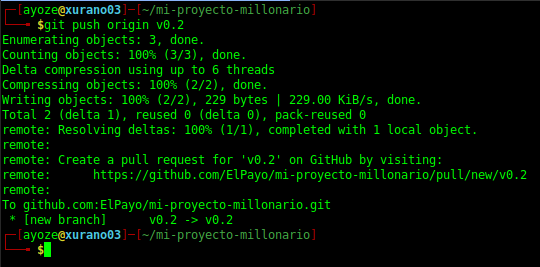 ┌─[ayoze@xurano03]─[~/mi-proyecto-millonario]
└──╼ $git push origin v0.2
Enumerating objects: 3, done.
Counting objects: 100% (3/3), done.
Delta compression using up to 6 threads
Compressing objects: 100% (2/2), done.
Writing objects: 100% (2/2), 229 bytes | 229.00 KiB/s, done.
Total 2 (delta 1), reused 0 (delta 0), pack-reused 0
remote: Resolving deltas: 100% (1/1), completed with 1 local object.
remote:
remote: Create a pull request for 'v0.2' on GitHub by visiting:
remote:      https://github.com/ElPayo/mi-proyecto-millonario/pull/new/v0.2
remote:
To github.com:ElPayo/mi-proyecto-millonario.git
 * [new branch]      v0.2 -> v0.2
┌─[ayoze@xurano03]─[~/mi-proyecto-millonario]
└──╼ $